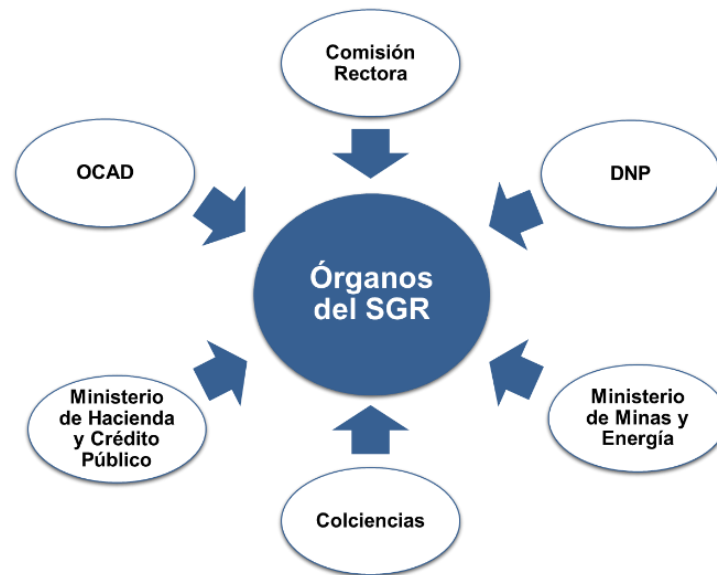 Comisión
Rectora
OCAD
DNP
Órganos
del SGR
Ministerio
de Hacienda
y Crédito
Público
Ministerio
de Minas y
Energía
Colciencias